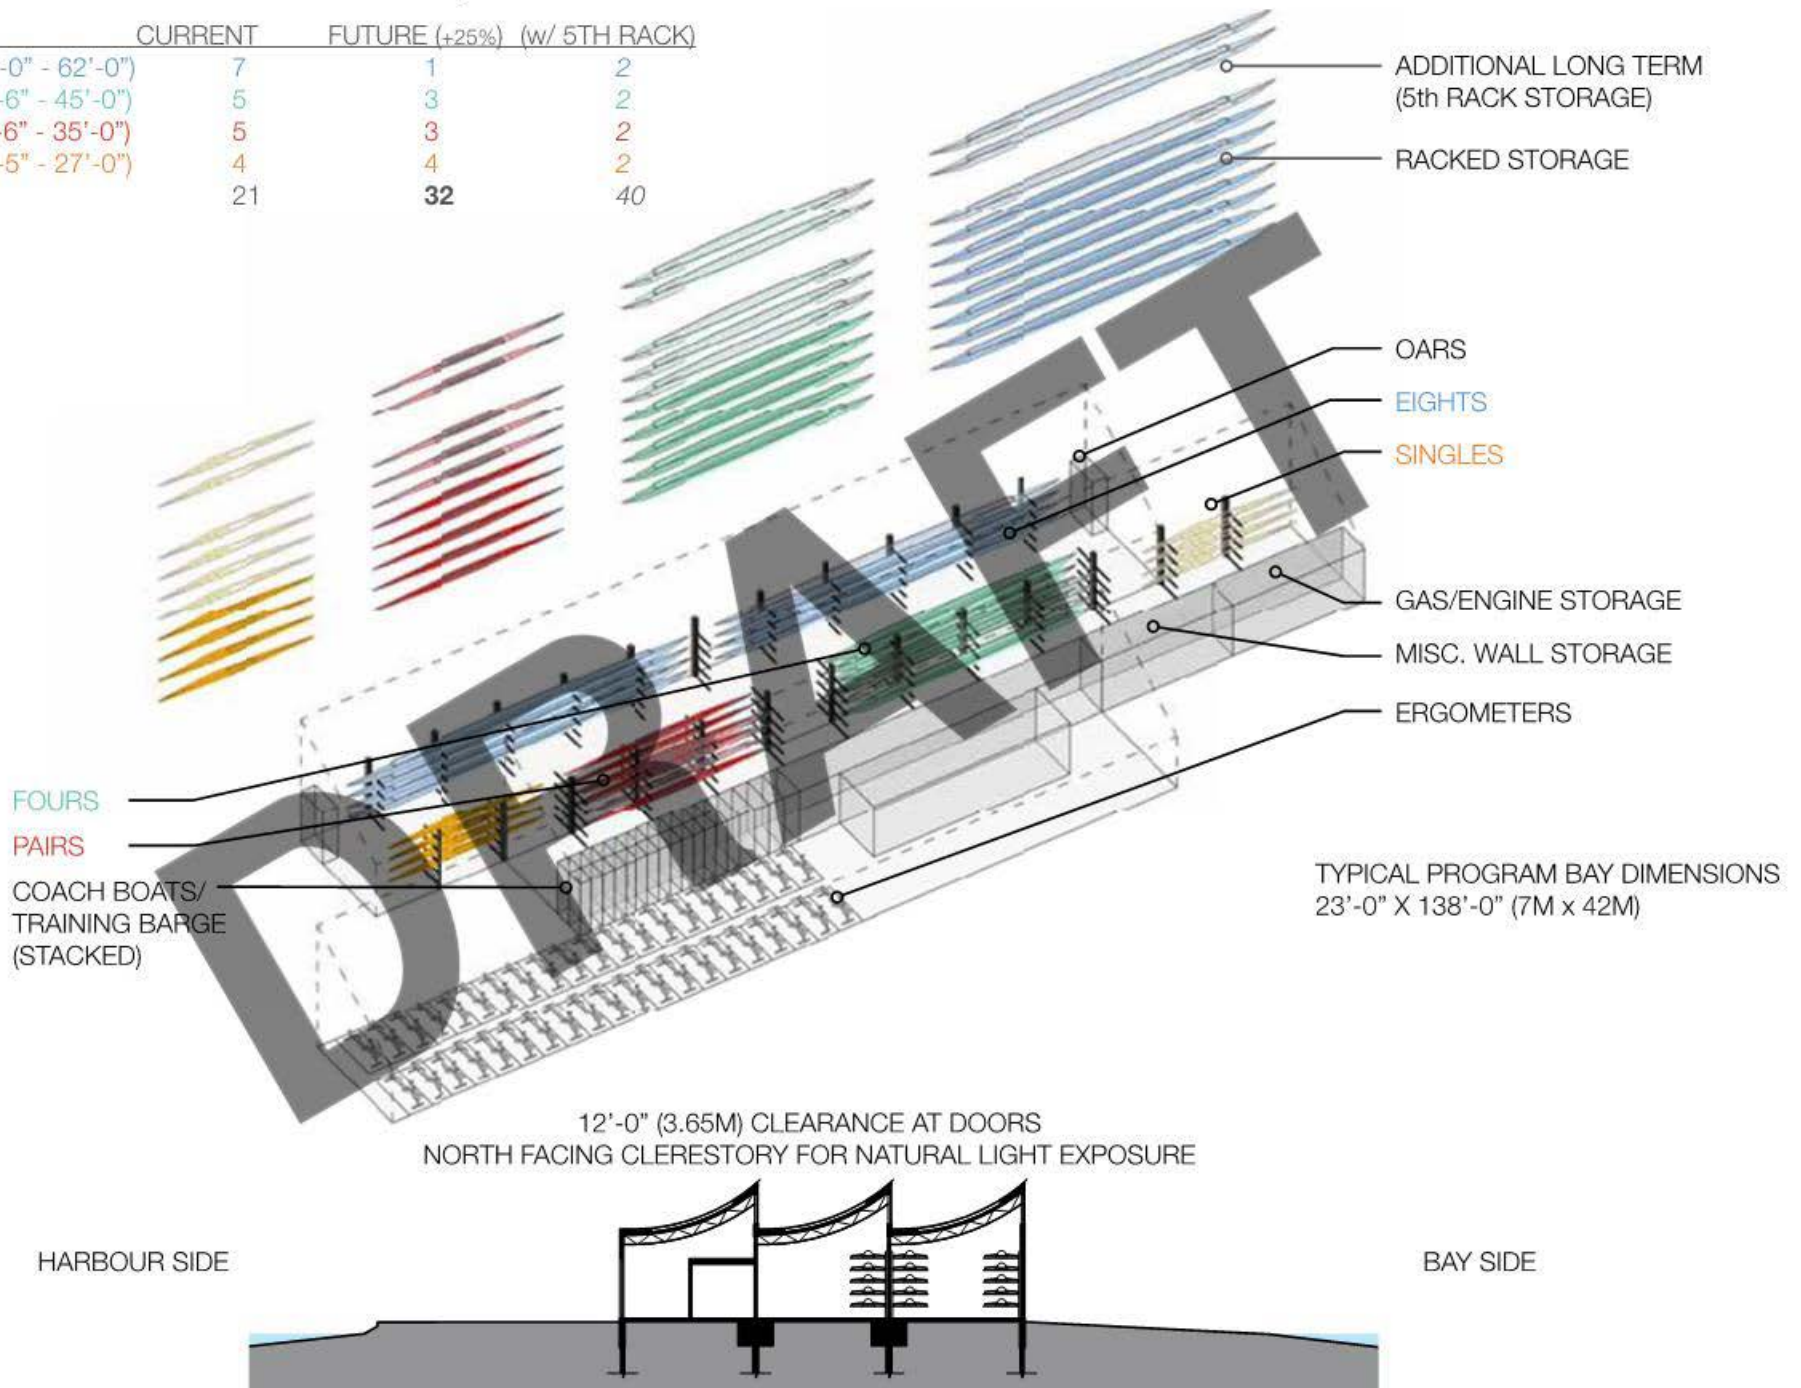 CURRENT FUTURE (+25%) (w/ 5TH RACK)
-0" - 62'-0") 7 1 2
-6" - 45'-0") 5 3 2
-6" - 35'-0") 5 3 2
-5" - 27'-0") 4 4 2
21 32 40
ADDITIONAL LONG TERM
(5th RACK STORAGE)
RACKED STORAGE
OARS
EIGHTS
SINGLES
GAS/ENGINE STORAGE
MISC. WALL STORAGE
ERGOMETERS
FOURS
PAIRS
COACH BOATS/
TRAINING BARGE
(STACKED)
DRAFT
TYPICAL PROGRAM BAY DIMENSIONS
23'-0" X 138'-0" (7M x 42M)
12'-0" (3.65M) CLEARANCE AT DOORS
NORTH FACING CLERESTORY FOR NATURAL LIGHT EXPOSURE
HARBOUR SIDE
BAY SIDE